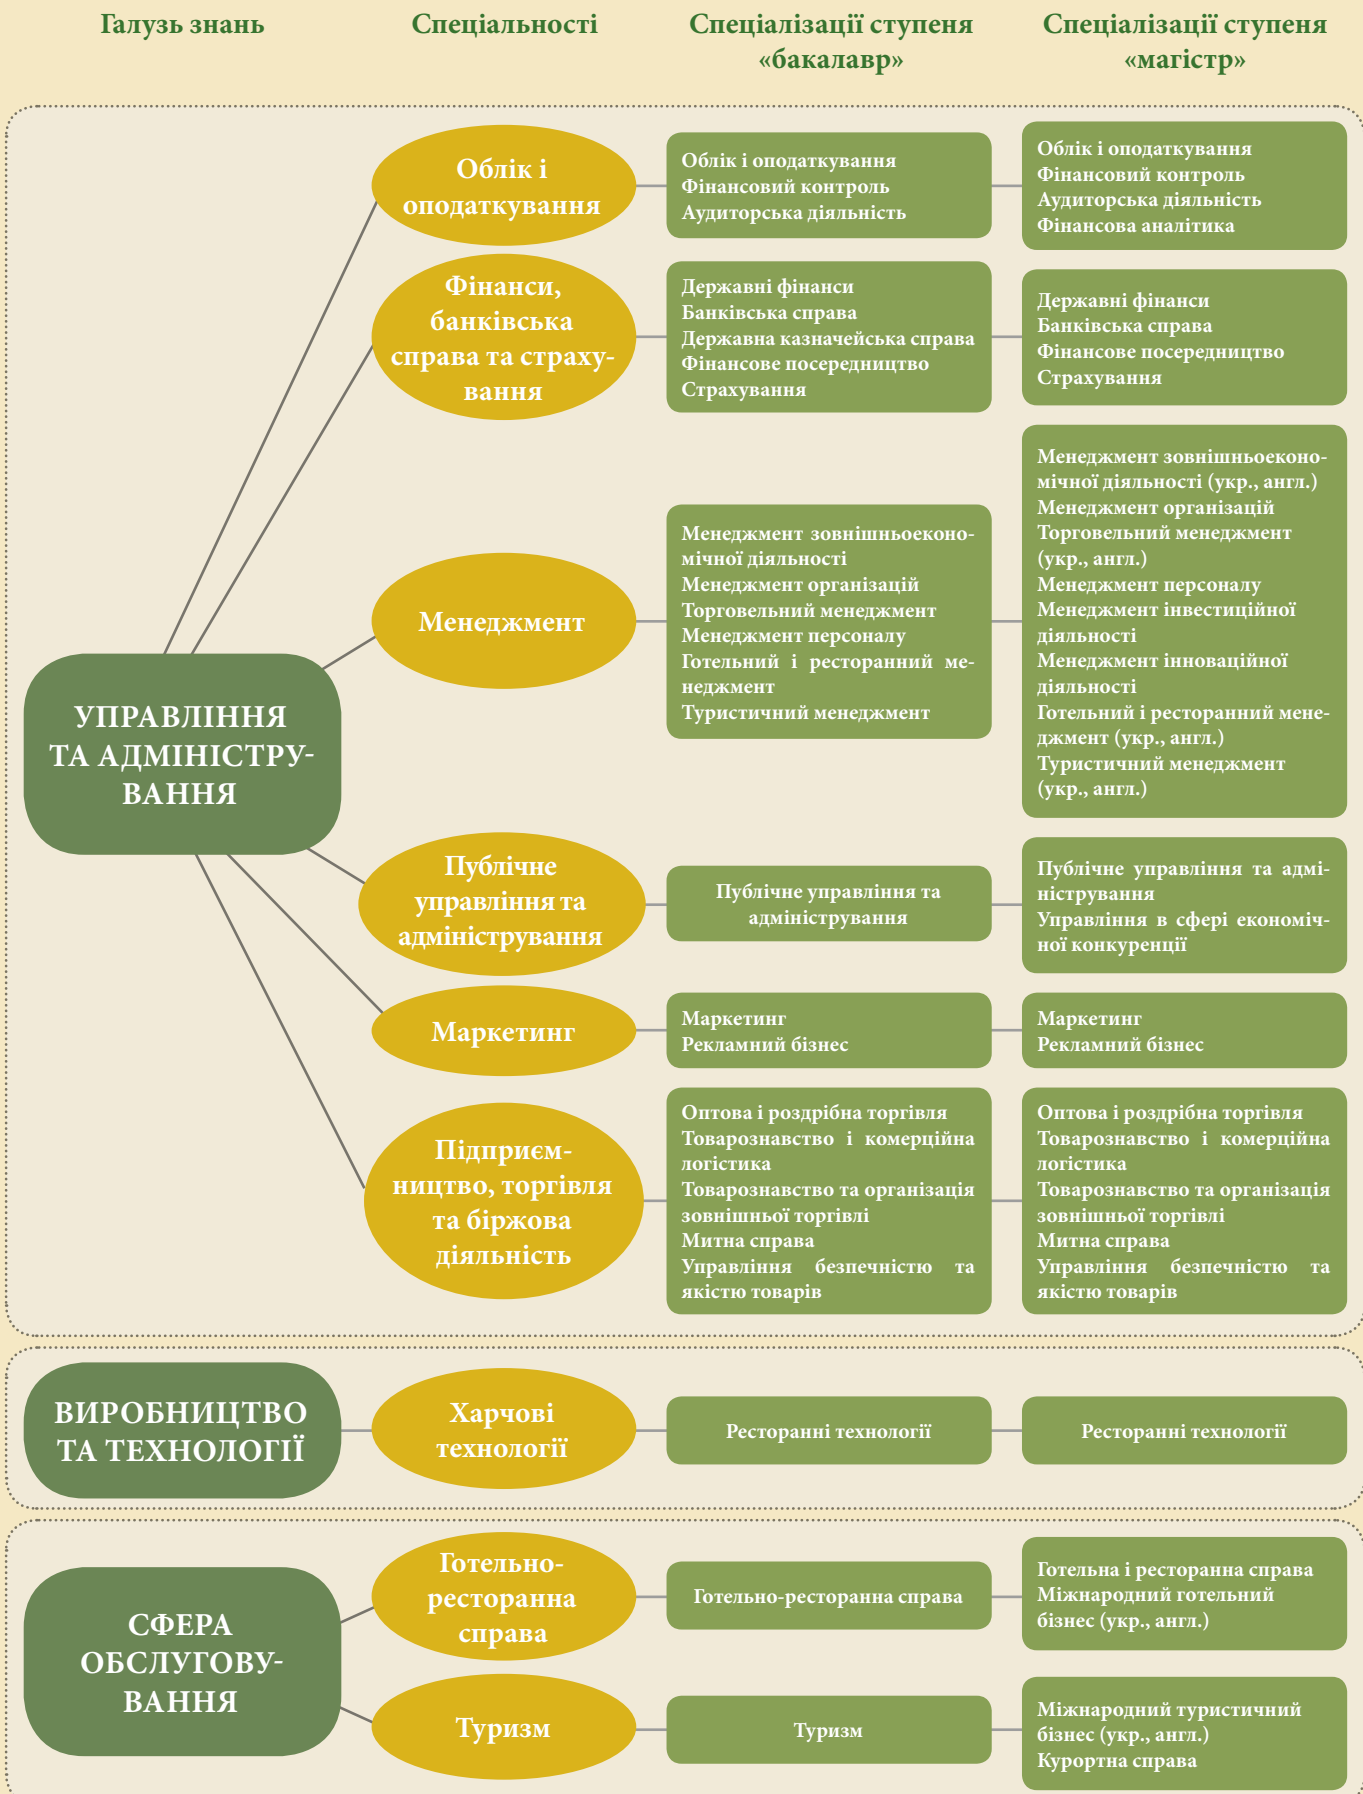 Галузь знань
Спеціальності
Спеціалізації ступеня
«бакалавр»
Спеціалізації ступеня
«магістр»
УПРАВЛІННЯ
ТА АДМІНІСТРУ-
ВАННЯ
Облік і
оподаткування
Облік і оподаткування
Фінансовий контроль
Аудиторська діяльність
Облік і оподаткування
Фінансовий контроль
Аудиторська діяльність
Фінансова аналітика
Фінанси,
банківська
справа та страху-
вання
Державні фінанси
Банківська справа
Державна казначейська справа
Фінансове посередництво
Страхування
Державні фінанси
Банківська справа
Фінансове посередництво
Страхування
Менеджмент
Менеджмент зовнішньоеконо-
мічної діяльності
Менеджмент організацій
Торговельний менеджмент
Менеджмент персоналу
Готельний і ресторанний ме-
неджмент
Туристичний менеджмент
Менеджмент зовнішньоеконо-
мічної діяльності (укр., англ.)
Менеджмент організацій
Торговельний менеджмент
(укр., англ.)
Менеджмент персоналу
Менеджмент інвестиційної
діяльності
Менеджмент інноваційної
діяльності
Готельний і ресторанний мене-
джмент (укр., англ.)
Туристичний менеджмент
(укр., англ.)
Публічне
управління та
адміністрування
Публічне управління та
адміністрування
Публічне управління та адмі-
ністрування
Управління в сфері економіч-
ної конкуренції
Маркетинг
Маркетинг
Рекламний бізнес
Маркетинг
Рекламний бізнес
Підприєм-
ництво, торгівля
та біржова
діяльність
Оптова і роздрібна торгівля
Товарознавство і комерційна
логістика
Товарознавство та організація
зовнішньої торгівлі
Митна справа
Управління безпечністю та
якістю товарів
Оптова і роздрібна торгівля
Товарознавство і комерційна
логістика
Товарознавство та організація
зовнішньої торгівлі
Митна справа
Управління безпечністю та
якістю товарів
ВИРОБНИЦТВО
ТА ТЕХНОЛОГІЇ
Харчові
технології
Ресторанні технології
Ресторанні технології
СФЕРА
ОБСЛУГОВУ-
ВАННЯ
Готельно-
ресторанна
справа
Готельно-ресторанна справа
Готельна і ресторанна справа
Міжнародний готельний
бізнес (укр., англ.)
Туризм
Туризм
Міжнародний туристичний
бізнес (укр., англ.)
Курортна справа